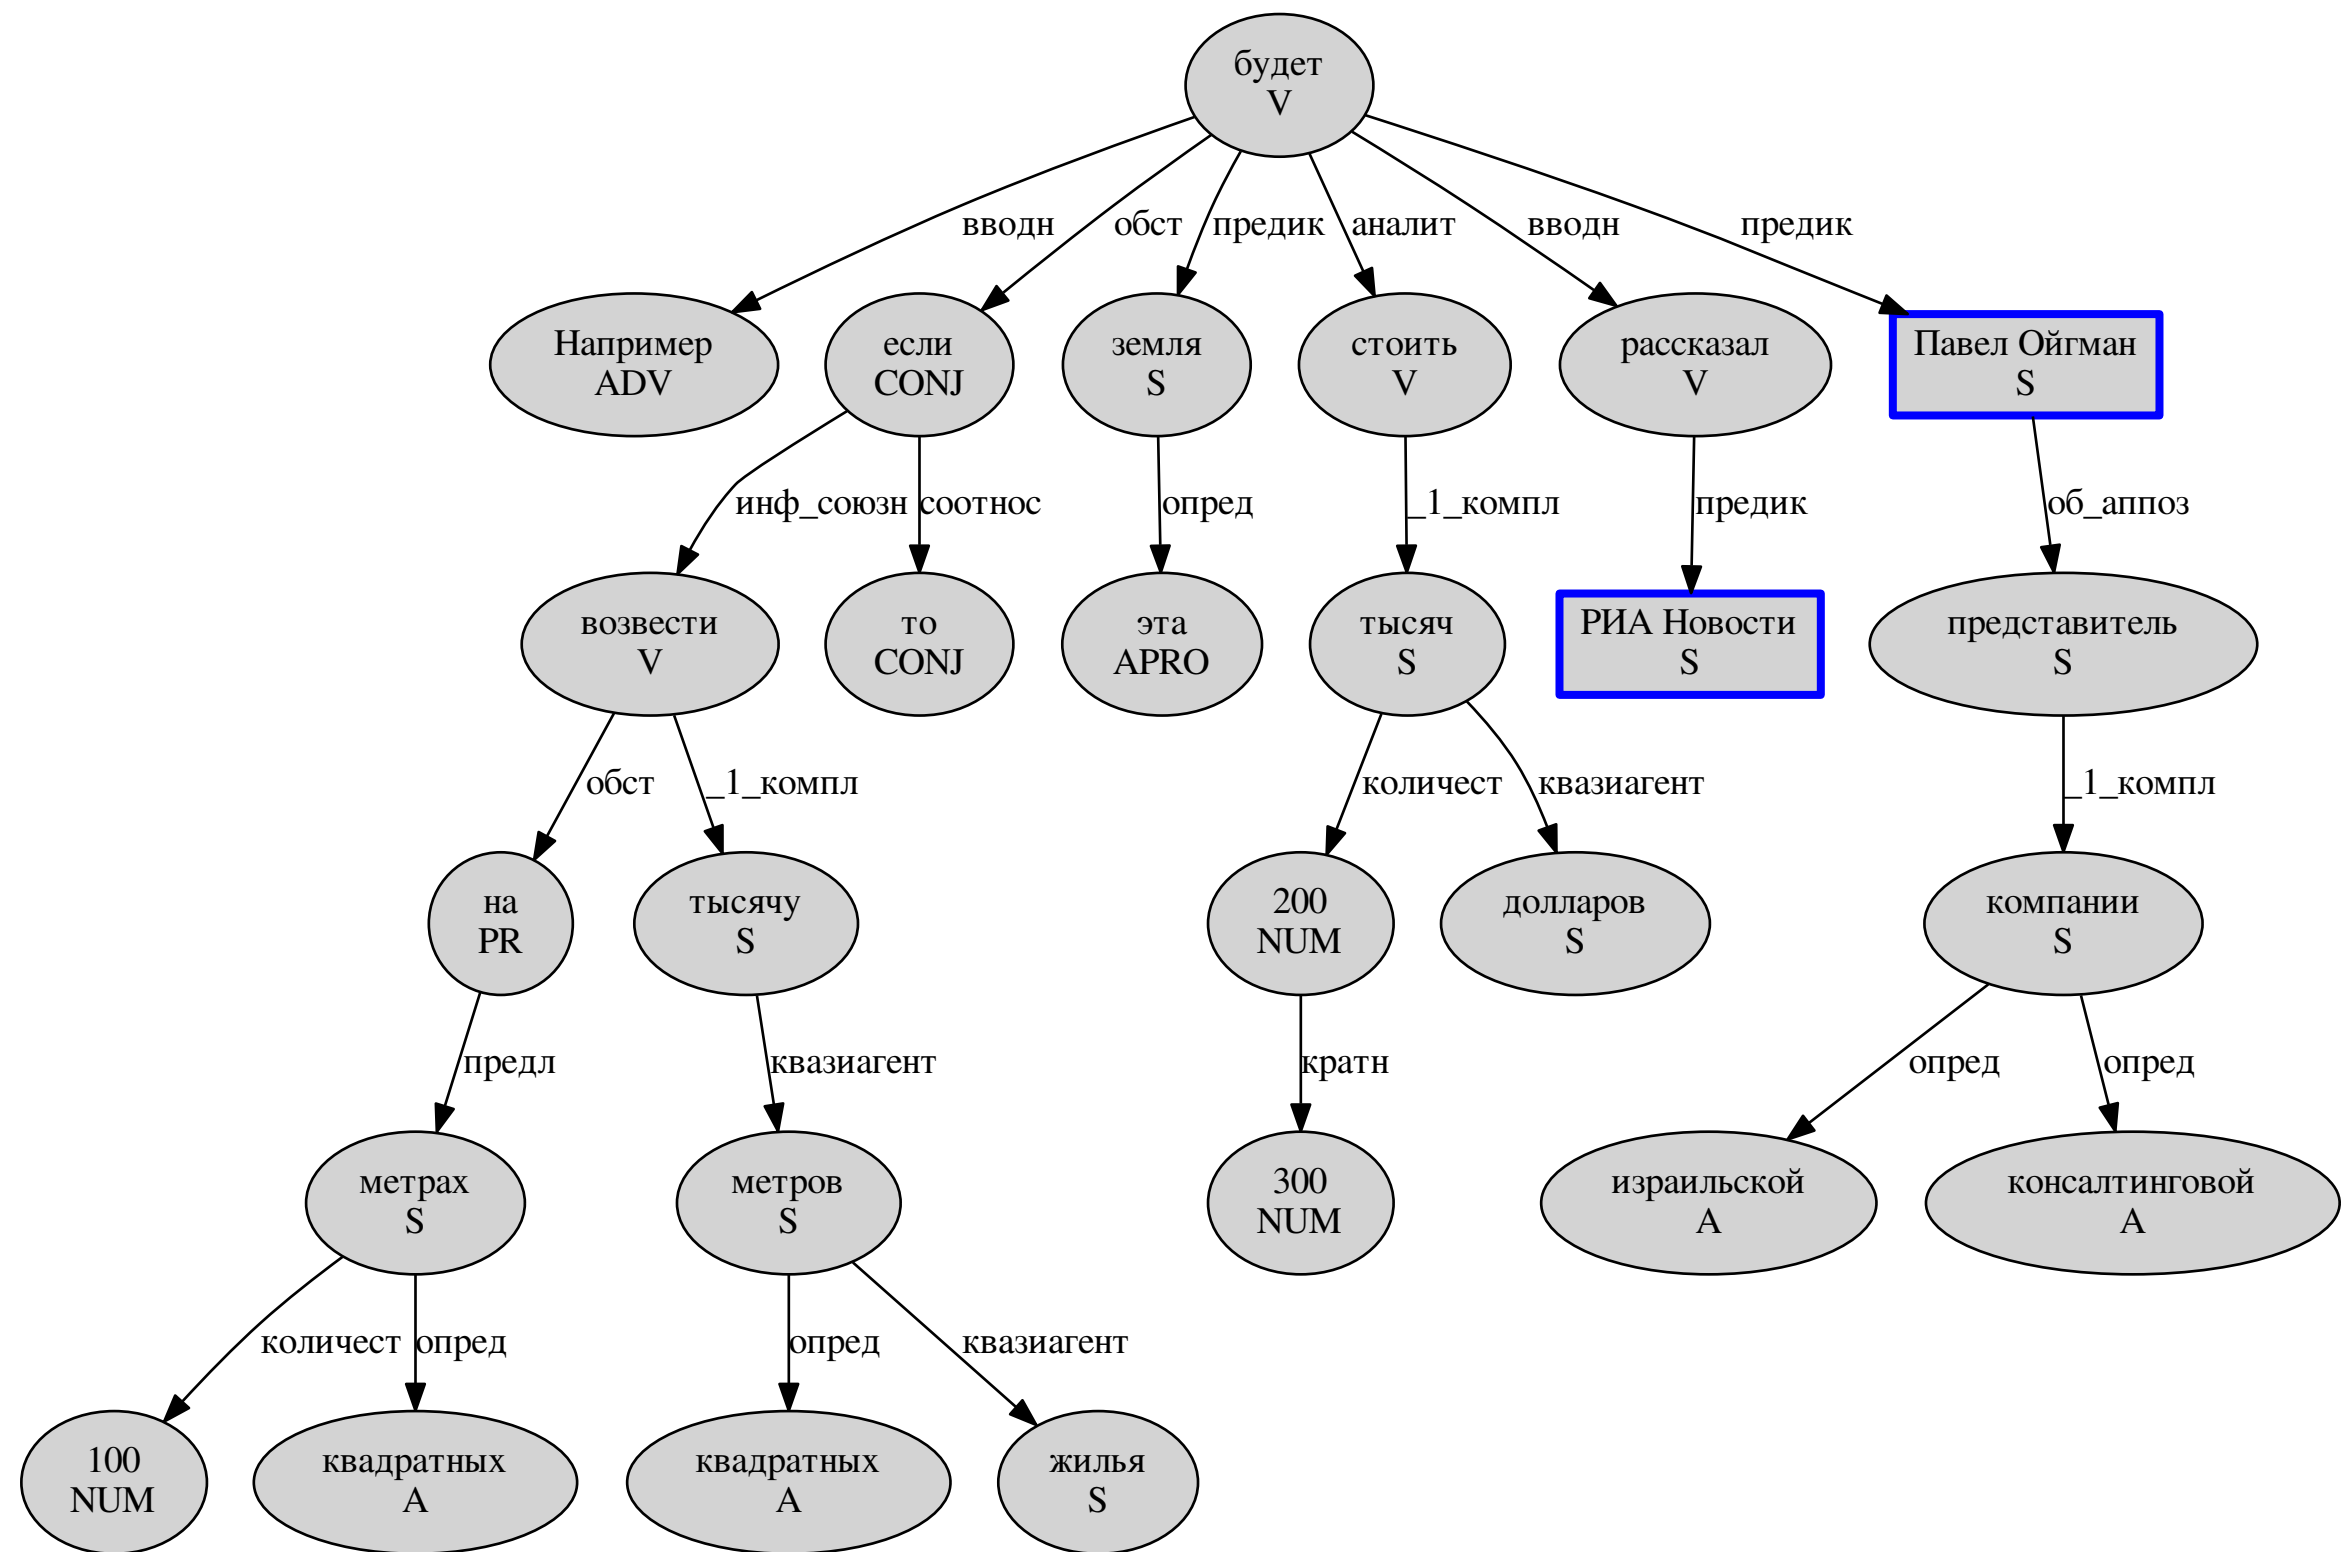 будет
V
вводн
обст
предик
аналит
вводн
предик
Например
ADV
если
CONJ
земля
S
стоить
V
рассказал
V
Павел Ойгман
S
инф_союзн
соотнос
опред
_1_компл
предик
об_аппоз
возвести
V
то
CONJ
эта
APRO
тысяч
S
РИА Новости
S
представитель
S
обст
_1_компл
количест
квазиагент
_1_компл
на
PR
тысячу
S
200
NUM
долларов
S
компании
S
предл
квазиагент
кратн
опред
опред
метрах
S
метров
S
300
NUM
израильской
A
консалтинговой
A
количест
опред
опред
квазиагент
100
NUM
квадратных
A
квадратных
A
жилья
S